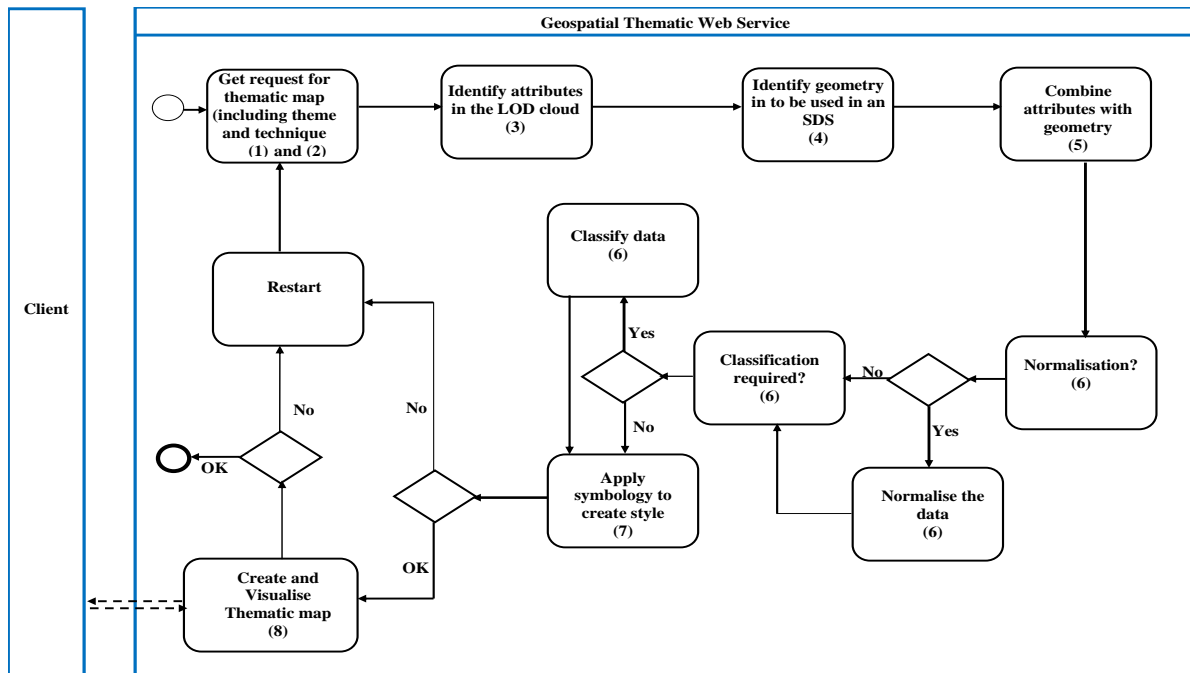 Geospatial Thematic Web Service
Client
Get request for
thematic map
(including theme
and technique
(1) and (2)
Identify attributes
in the LOD cloud
(3)
Identify geometry
in to be used in an
SDS
(4)
Combine
attributes with
geometry
(5)
Classify data
(6)
Restart
Yes
Classification
required?
(6)
No
Normalisation?
(6)
No
No
No
Yes
OK
Apply
symbology to
create style
(7)
Normalise the
data
(6)
OK
Create and
Visualise
Thematic map
(8)